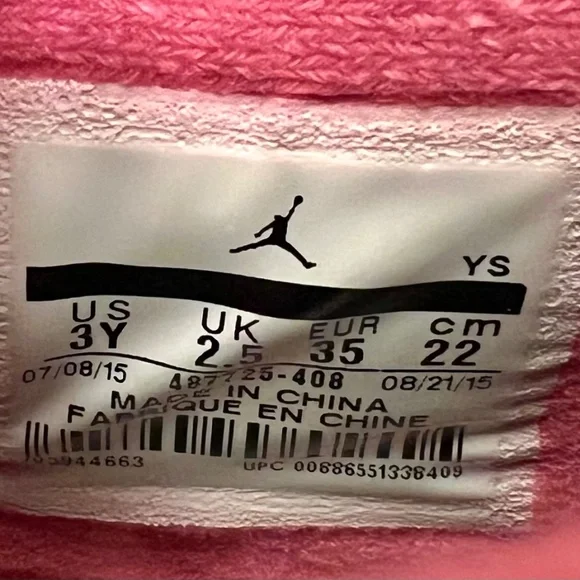 YS
US UK EUR cm
3Y 2.5 35 22
07/08/15 487725-408 08/21/15
MADE IN CHINA
FABRIQUE EN CHINE
UPC 00686551338409